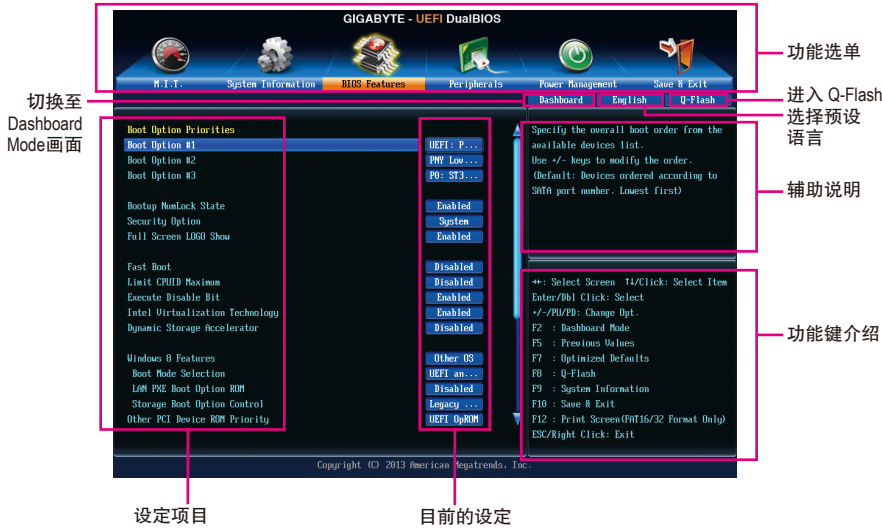 GIGABYTE - UEFI DualBIOS
M.I.T.
System Information
BIOS Features
Peripherals
Power Management
Save & Exit
功能选单
切换至
Dashboard
Mode画面
Dashboard
English
Q-Flash
进入 Q-Flash
选择预设
语言
Boot Option Priorities
Boot Option #1 UEFI: P...
Boot Option #2 PNY Low...
Boot Option #3 P0: ST3...
Bootup NumLock State Enabled
Security Option System
Full Screen LOGO Show Enabled
Fast Boot Disabled
Limit CPUID Maximum Disabled
Execute Disable Bit Enabled
Intel Virtualization Technology Enabled
Dynamic Storage Accelerator Disabled
Windows 8 Features Other OS
Boot Mode Selection UEFI an...
LAN PXE Boot Option ROM Disabled
Storage Boot Option Control Legacy ...
Other PCI Device ROM Priority UEFI OpROM
Specify the overall boot order from the
available devices list.
Use +/- keys to modify the order.
(Default: Devices ordered according to
SATA port number. Lowest first)
辅助说明
→←: Select Screen ↑↓/Click: Select Item
Enter/Dbl Click: Select
+/-/PU/PD: Change Opt.
F2 : Dashboard Mode
F5 : Previous Values
F7 : Optimized Defaults
F8 : Q-Flash
F9 : System Information
F10 : Save & Exit
F12 : Print Screen(FAT16/32 Format Only)
ESC/Right Click: Exit
功能键介绍
Copyright (C) 2013 American Megatrends, Inc.
设定项目
目前的设定